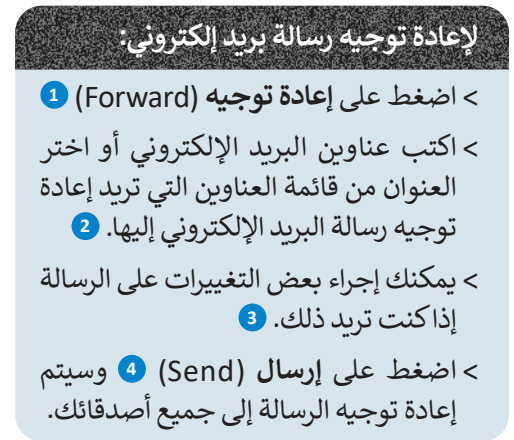 لإعادة توجيه رسالة بريد إلكتروني:
> اضغط على إعادة توجيه (Forward) 1
> اكتب عناوين البريد الإلكتروني أو اختر
العنوان من قائمة العناوين التي تريد إعادة
توجيه رسالة البريد الإلكتروني إليها. 2
> يمكنك إجراء بعض التغييرات على الرسالة
إذا كنت تريد ذلك. 3
> اضغط على إرسال (Send) 4 وسيتم
إعادة توجيه الرسالة إلى جميع أصدقائك.